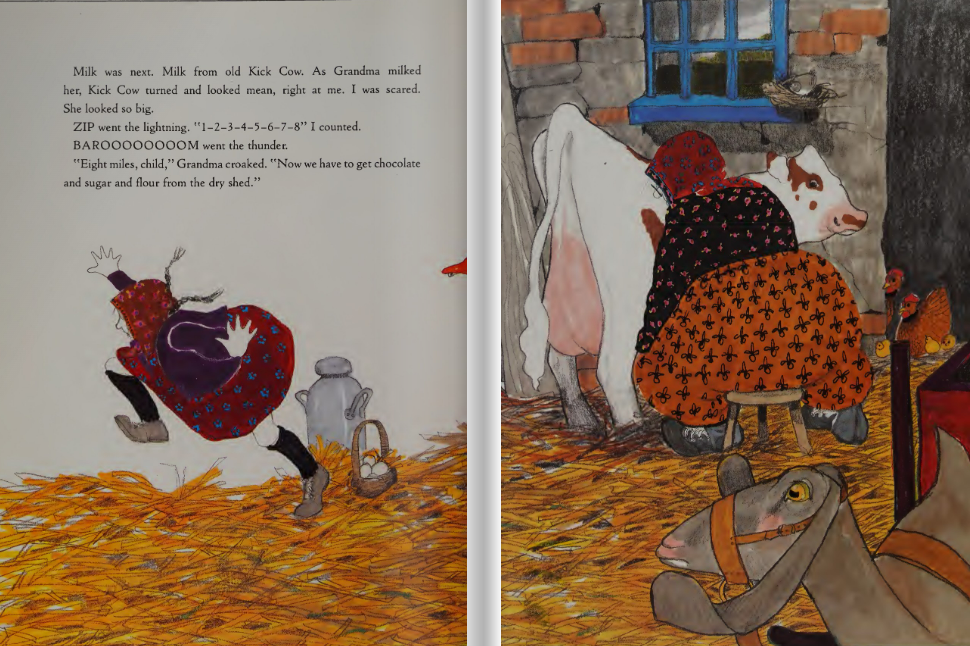 Milk was next. Milk from old Kick Cow. As Grandma milked
her, Kick Cow turned and looked mean, right at me. I was scared.
She looked so big.
ZIP went the lightning. "1–2–3–4–5–6–7–8" I counted.
BAROOOOOOOOM went the thunder.
"Eight miles, child," Grandma croaked. "Now we have to get chocolate
and sugar and flour from the dry shed."